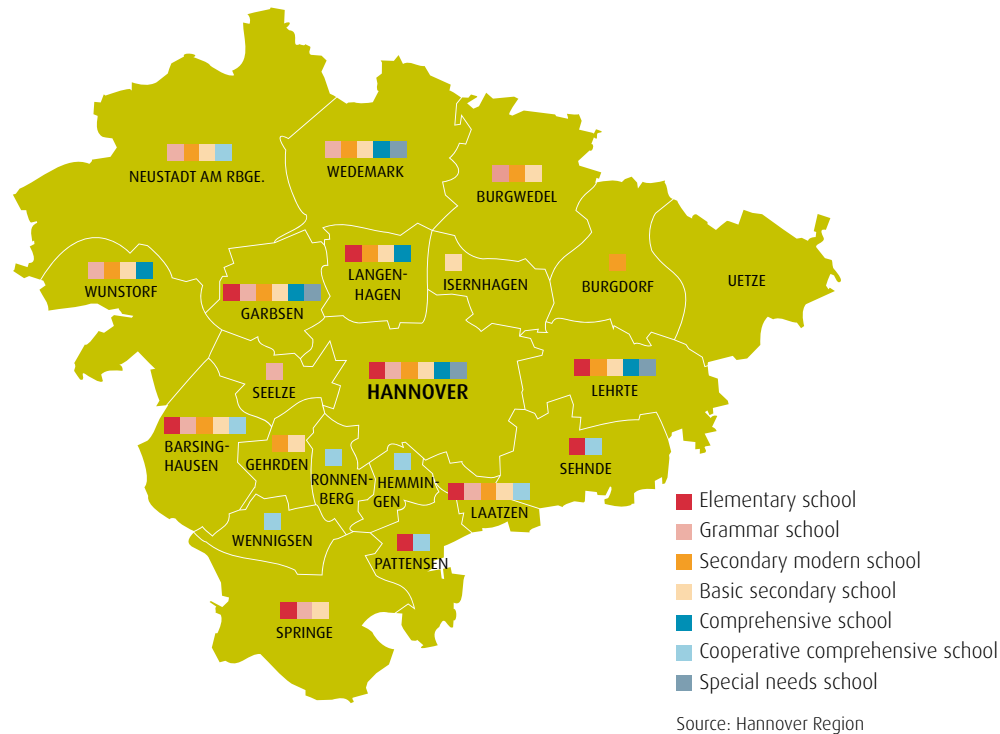 NEUSTADT AM RBGE.
WEDEMARK
BURGWEDEL
WUNSTORF
GARBSEN
LANGEN-
HAGEN
ISERNHAGEN
BURGDORF
UETZE
SEELZE
HANNOVER
LEHRTE
BARSING-
HAUSEN
GEHRDEN
RONNEN-
BERG
HEMMIN-
GEN
LAATZEN
SEHNDE
WENNIGSEN
PATTENSEN
SPRINGE
Elementary school
Grammar school
Secondary modern school
Basic secondary school
Comprehensive school
Cooperative comprehensive school
Special needs school
Source: Hannover Region